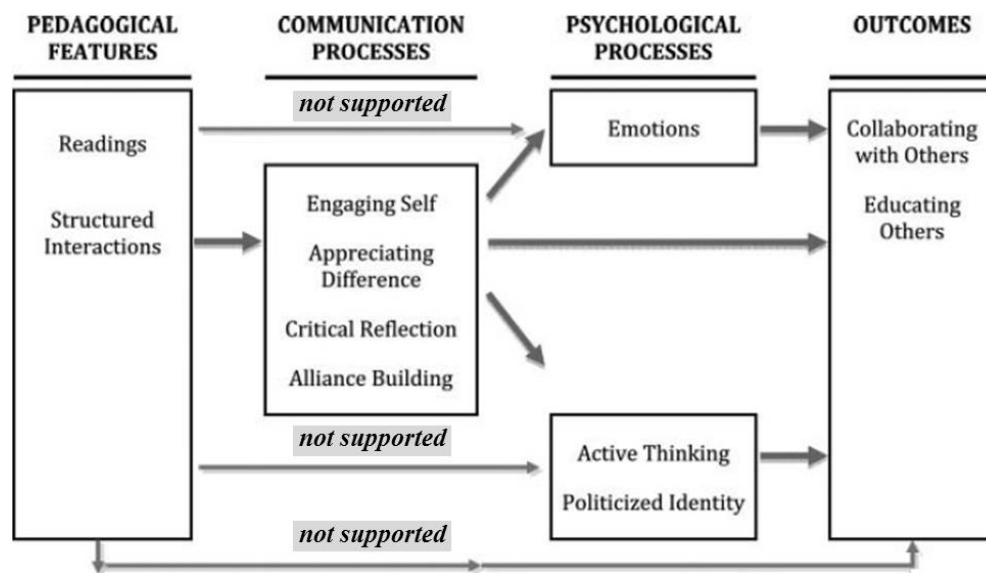 PEDAGOGICAL
FEATURES
COMMUNICATION
PROCESSES
PSYCHOLOGICAL
PROCESSES
OUTCOMES
Readings
Structured
Interactions
not supported
Engaging Self
Appreciating
Difference
Critical Reflection
Alliance Building
not supported
not supported
Emotions
Active Thinking
Politicized Identity
Collaborating
with Others
Educating
Others